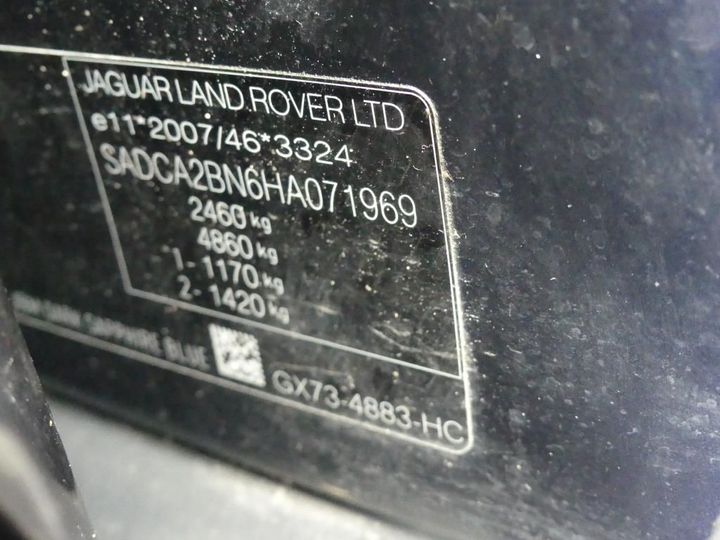 JAGUAR LAND ROVER LTD
e11*2007/46*3324
SADCA2BN6HA071969
2460 kg
4860 kg
1- 1170 kg
2- 1420 kg
DARK SAPPHIRE BLUE
GX73-4883-HC